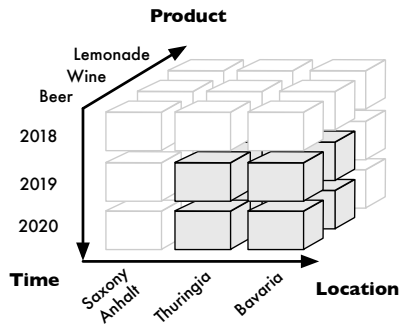 Product
Lemonade
Wine
Beer
2018
2019
2020
Time
Saxony
Anhalt
Thuringia
Bavaria
Location